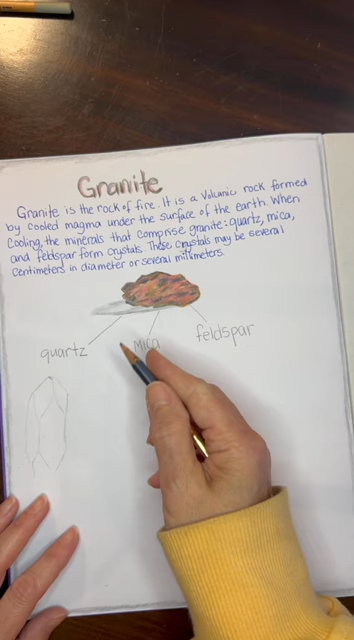 Granite
Granite is the rock of fire. It is a Volcanic rock formed
by cooled magma under the surface of the earth. When
Cooling, the minerals that comprise granite: quartz, mica,
and feldspar form crystals. These crystals may be several
centimeters in diameter or several millimeters.
quartz
Mica
feldspar